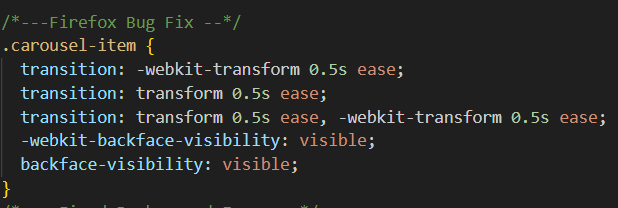 /*---Firefox Bug Fix --*/
.carousel-item {
transition: -webkit-transform 0.5s ease;
transition: transform 0.5s ease;
transition: transform 0.5s ease, -webkit-transform 0.5s ease;
-webkit-backface-visibility: visible;
backface-visibility: visible;
}